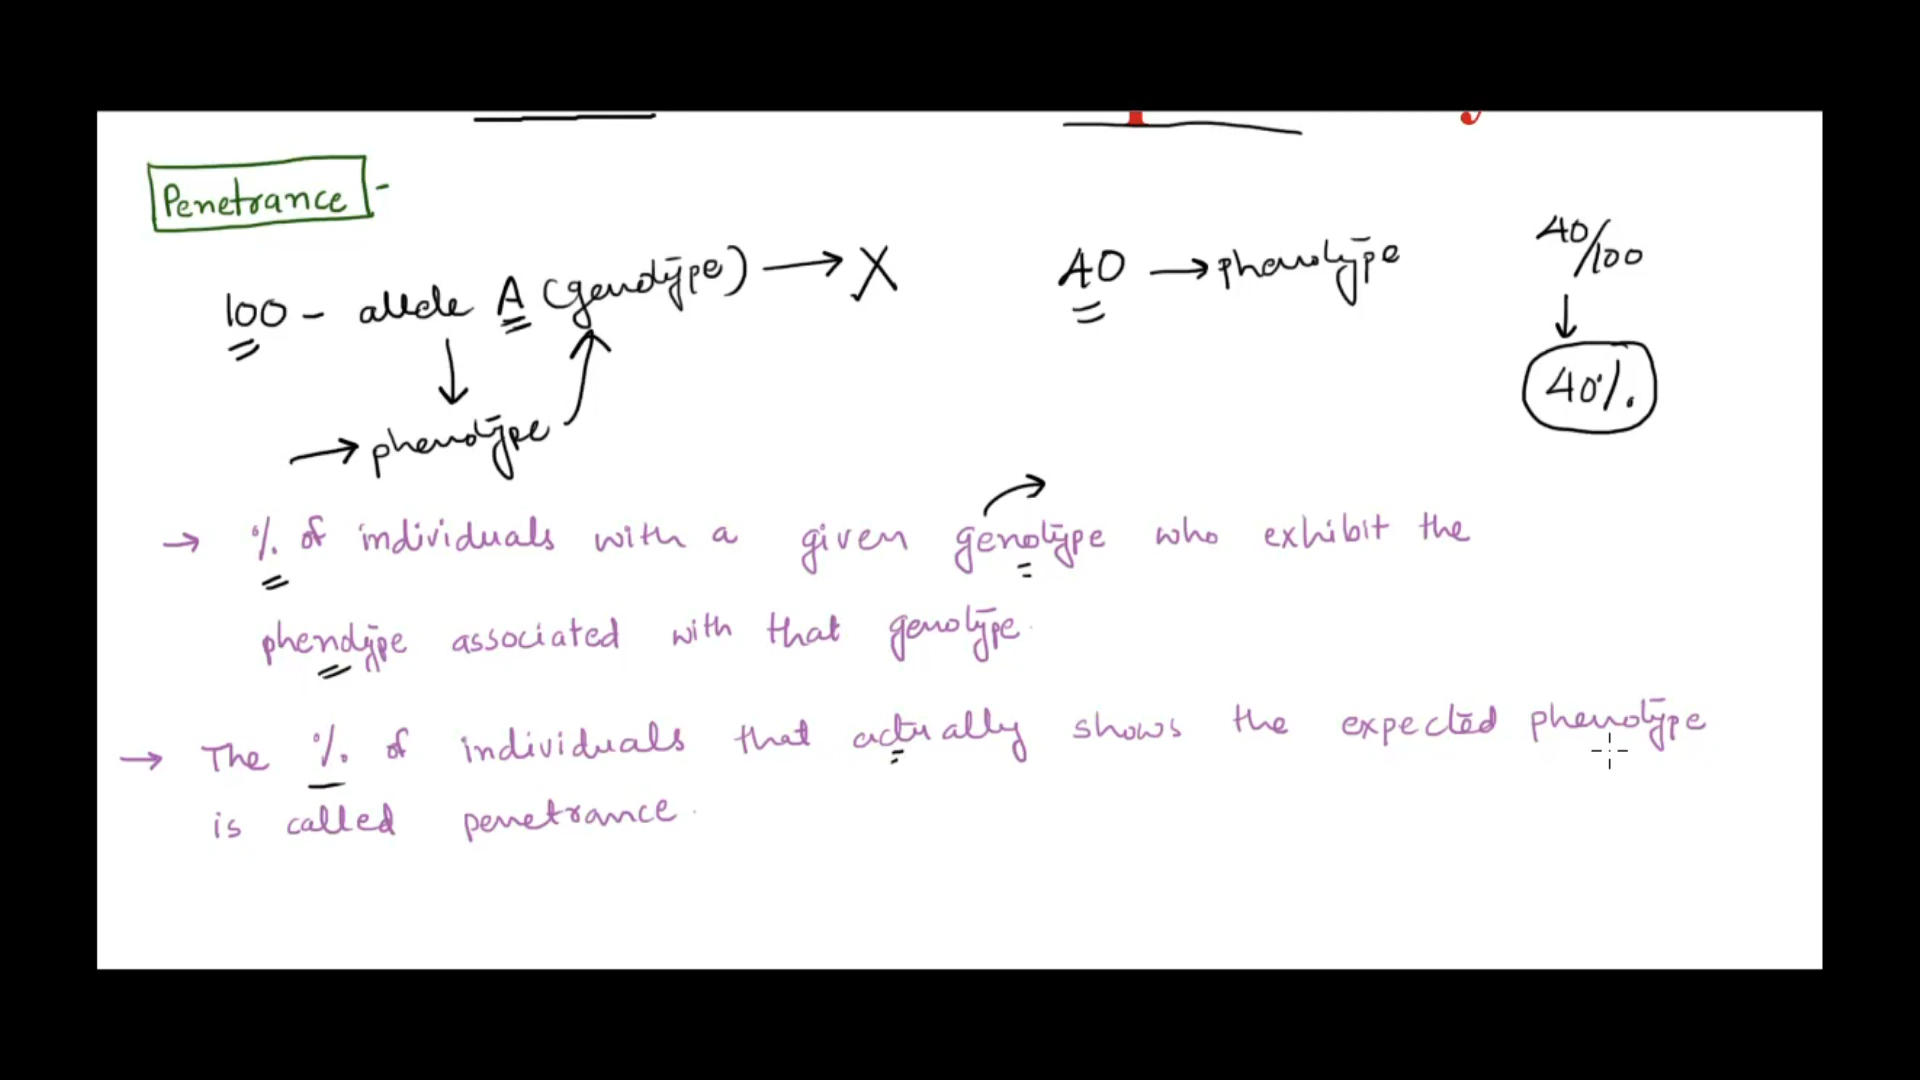 Penetrance -
100 - allele A (genotype) → X
40 → phenotype
40/100
↓
40%
→ phenotype
→ % of individuals with a given genotype who exhibit the
phenotype associated with that genotype.
→ The % of individuals that actually shows the expected phenotype
is called penetrance.